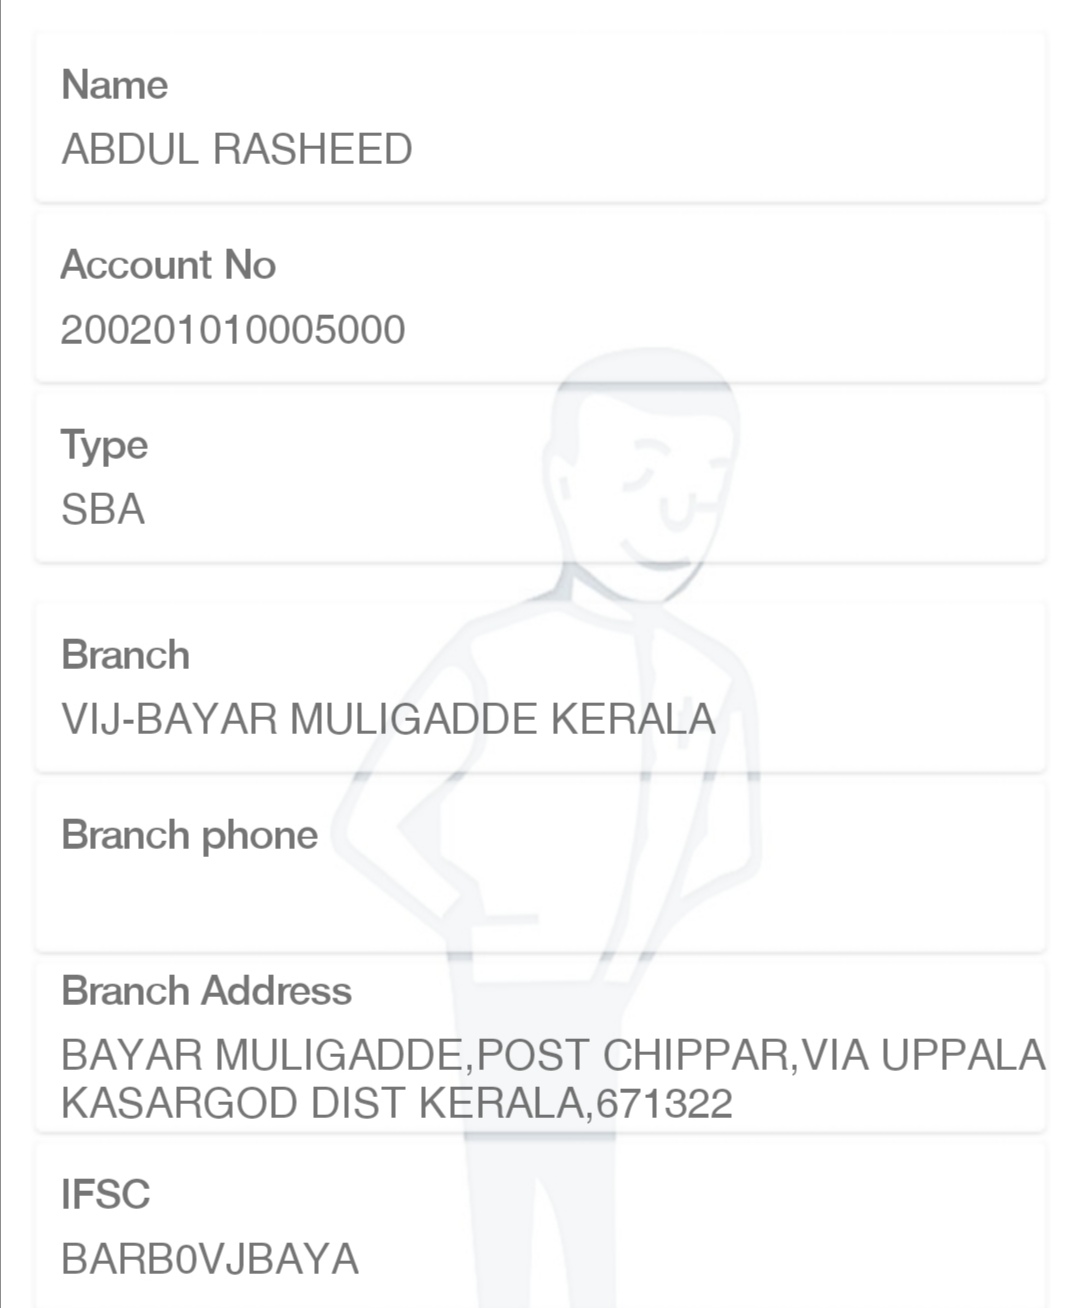 Name
ABDUL RASHEED
Account No
200201010005000
Type
SBA
Branch
VIJ-BAYAR MULIGADDE KERALA
Branch phone
Branch Address
BAYAR MULIGADDE,POST CHIPPAR,VIA UPPALA
KASARGOD DIST KERALA,671322
IFSC
BARB0VJBAYA